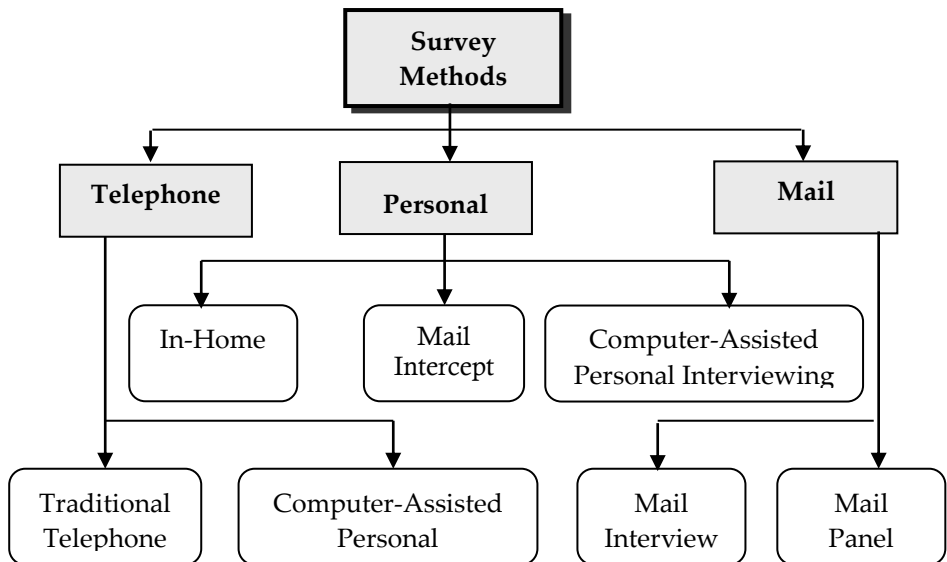 Survey
Methods
Telephone
Personal
Mail
In-Home
Mail
Intercept
Computer-Assisted
Personal Interviewing
Traditional
Telephone
Computer-Assisted
Personal
Mail
Interview
Mail
Panel